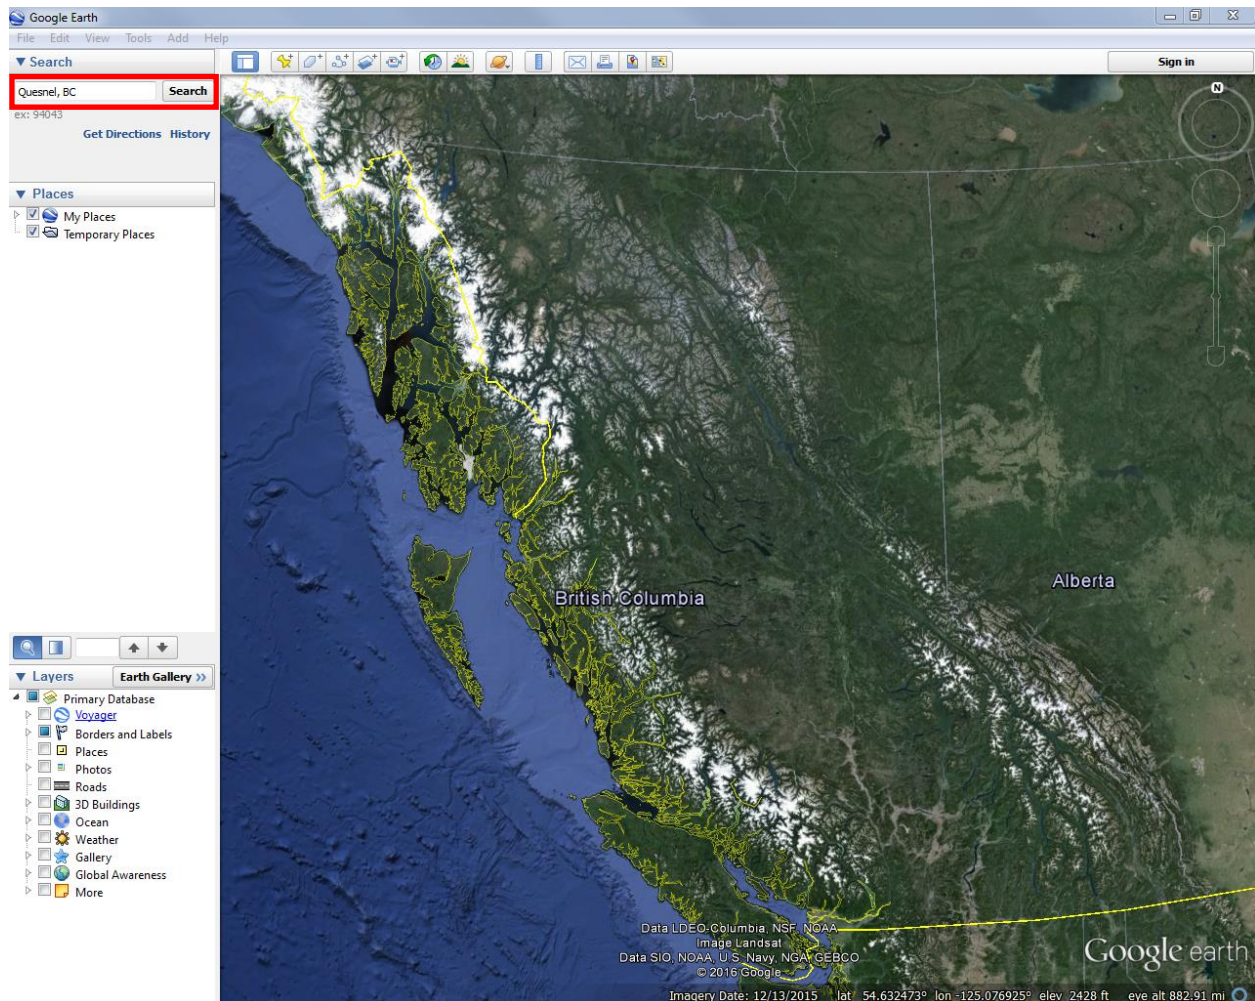 Google Earth
File Edit View Tools Add Help
Search
Sign in
Quesnel, BC Search
ex: 94043
Get Directions History
N
Places
My Places
Temporary Places
Alberta
British Columbia
Layers Earth Gallery >>
Primary Database
Voyager
Borders and Labels
Places
Photos
Roads
3D Buildings
Ocean
Weather
Gallery
Global Awareness
More
Data LDEO-Columbia, NSF, NOAA
Image Landsat
Data SIO, NOAA, U.S. Navy, NGA, GEBCO
© 2016 Google
Google earth
Imagery Date: 12/13/2015 lat 54.632473° lon -125.076925° elev 2428 ft eye alt 882.91 mi